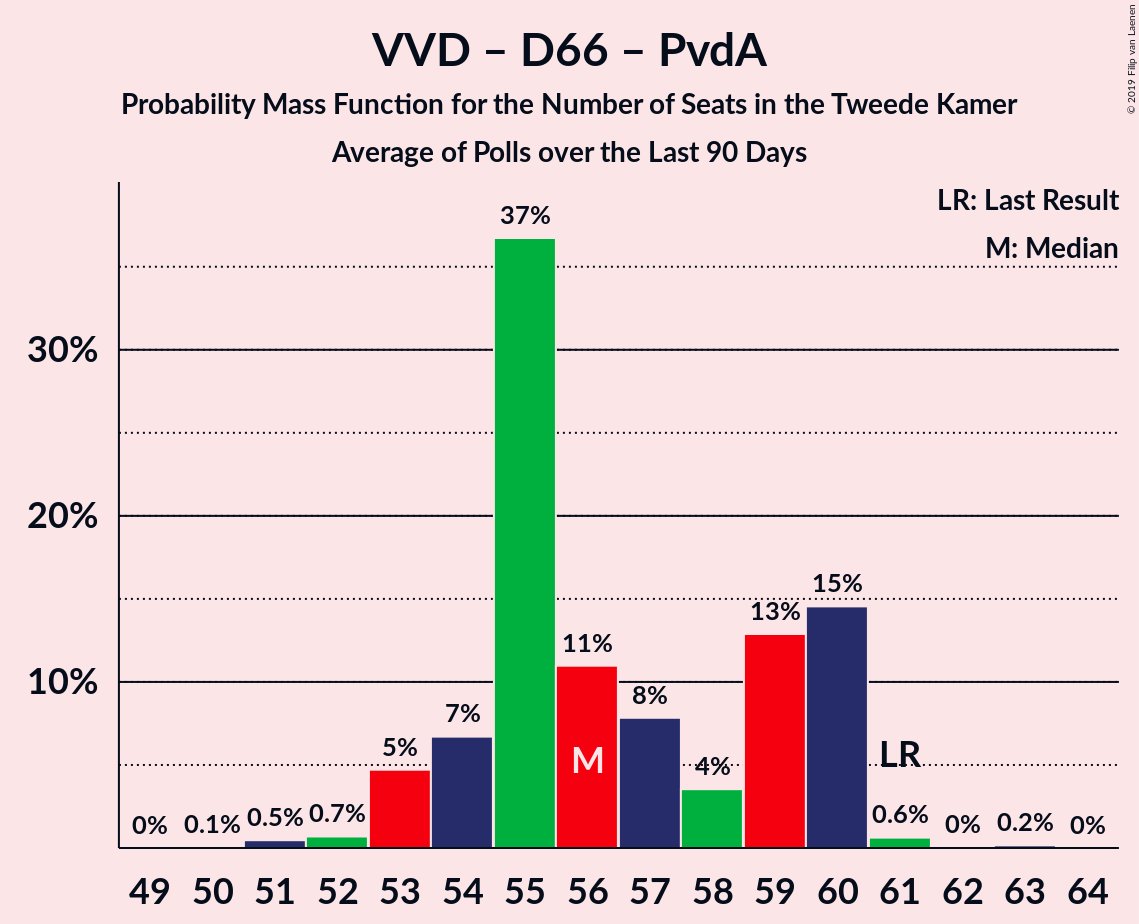 VVD – D66 – PvdA
Probability Mass Function for the Number of Seats in the Tweede Kamer
Average of Polls over the Last 90 Days
© 2019 Filip van Laenen
LR: Last Result
M: Median
30%
20%
10%
0%
0.1%
0.5%
0.7%
5%
7%
37%
11%
8%
4%
13%
15%
0.6%
0%
0.2%
0%
M
LR
49 50 51 52 53 54 55 56 57 58 59 60 61 62 63 64